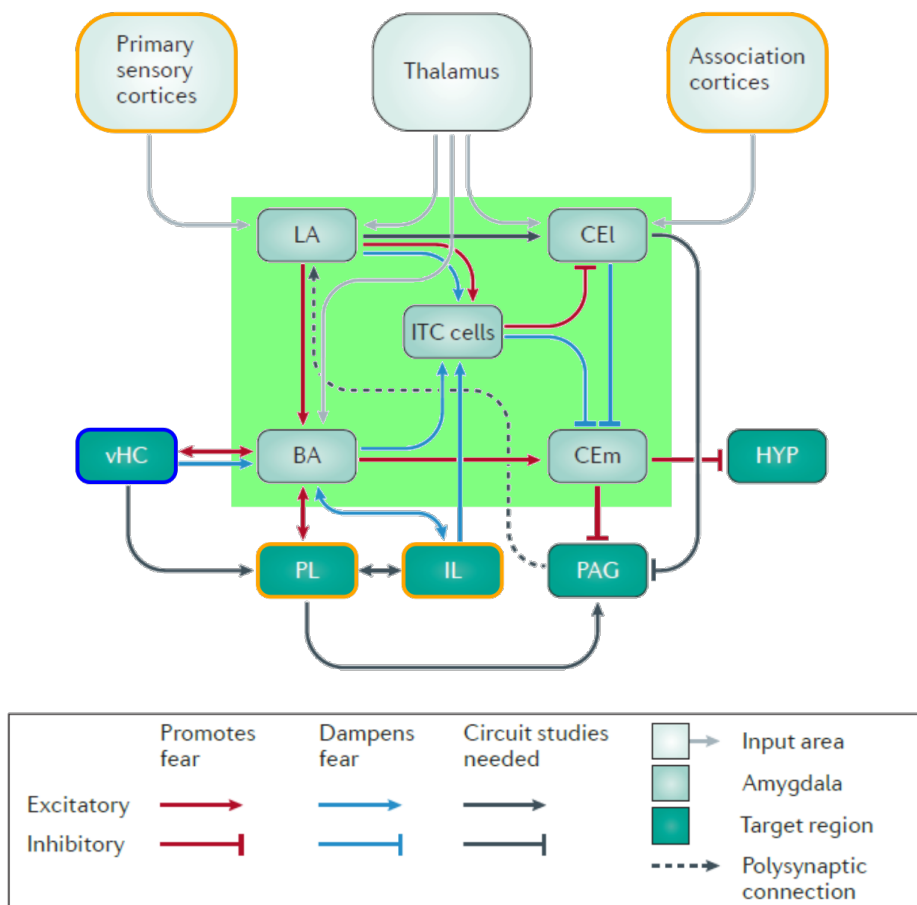 Primary
sensory
cortices
Thalamus
Association
cortices
LA
CEl
ITC cells
vHC
BA
CEm
HYP
PL
IL
PAG
Promotes
fear
Dampens
fear
Circuit studies
needed
Excitatory
Inhibitory
Input area
Amygdala
Target region
Polysynaptic
connection